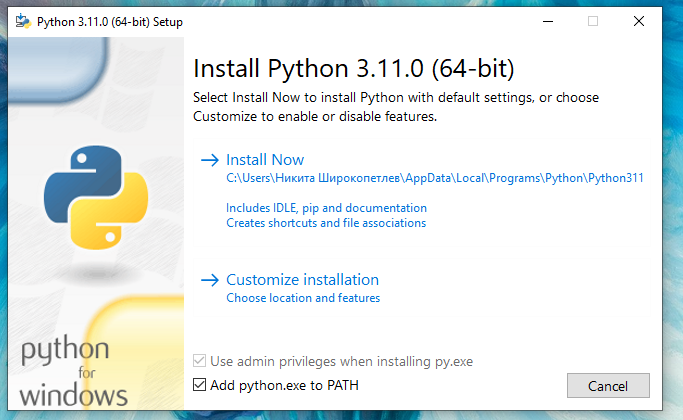 Python 3.11.0 (64-bit) Setup
Install Python 3.11.0 (64-bit)
Select Install Now to install Python with default settings, or choose
Customize to enable or disable features.
Install Now
C:\Users\Никита Широкопетлев\AppData\Local\Programs\Python\Python311
Includes IDLE, pip and documentation
Creates shortcuts and file associations
Customize installation
Choose location and features
python
for
windows
Use admin privileges when installing py.exe
Add python.exe to PATH
Cancel